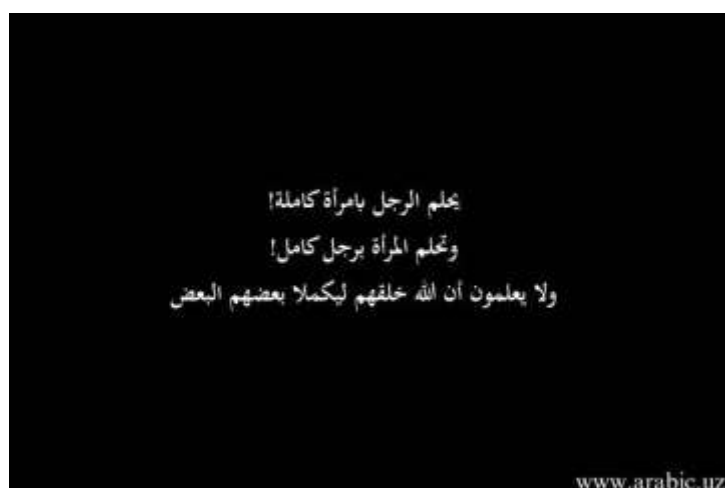 يحلم الرجل بامرأة كاملة!
وتحلم المرأة برجل كامل!
ولا يعلمون أن الله خلقهم ليكملا بعضهم البعض
www.arabic.uz